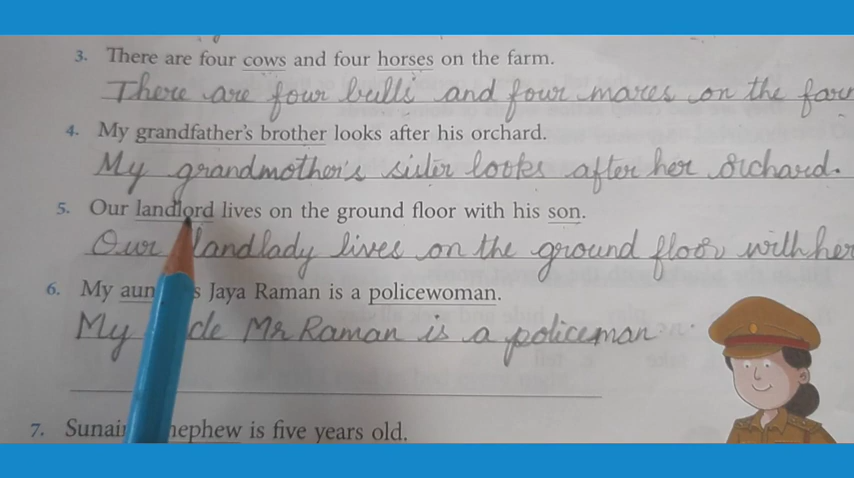 3. There are four cows and four horses on the farm.
There are four bulls and four mares on the
4. My grandfather's brother looks after his orchard.
My grandmother's sister looks after her orchard.
5. Our landlord lives on the ground floor with his son.
Our landlady lives on the ground floor with her
6. My Jaya Raman is a policewoman.
My Mr Raman is a policeman
7. nephew is five years old.